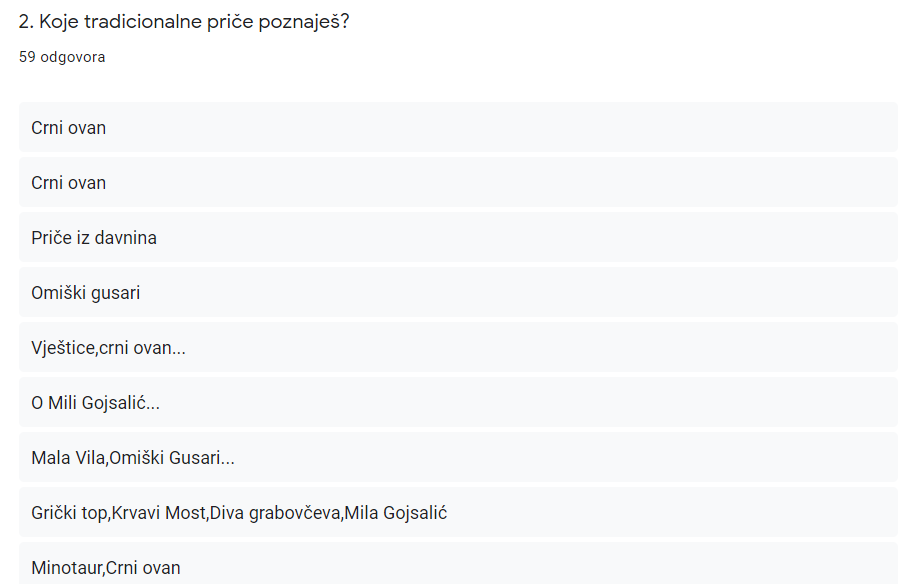 2. Koje tradicionalne priče poznaješ?
59 odgovora
Crni ovan
Crni ovan
Priče iz davnina
Omiški gusari
Vještice,crni ovan...
O Mili Gojsalić...
Mala Vila,Omiški Gusari...
Grički top,Krvavi Most,Diva grabovčeva,Mila Gojsalić
Minotaur,Crni ovan